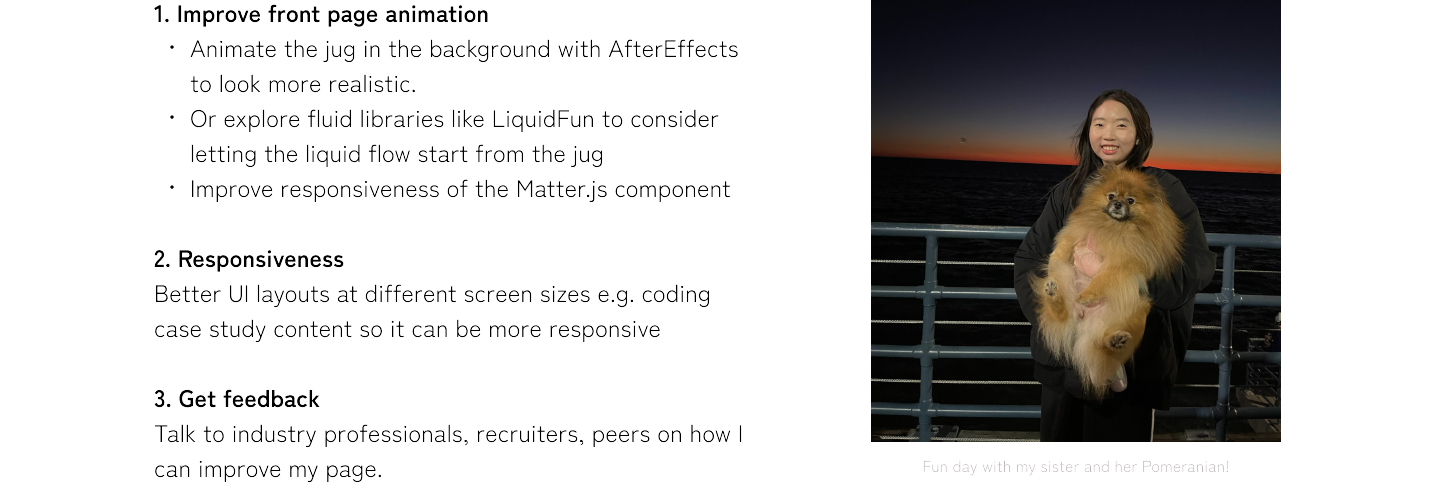 1. Improve front page animation
· Animate the jug in the background with AfterEffects
to look more realistic.
· Or explore fluid libraries like LiquidFun to consider
letting the liquid flow start from the jug
· Improve responsiveness of the Matter.js component
2. Responsiveness
Better UI layouts at different screen sizes e.g. coding
case study content so it can be more responsive
3. Get feedback
Talk to industry professionals, recruiters, peers on how I
can improve my page.
Fun day with my sister and her Pomeranian!